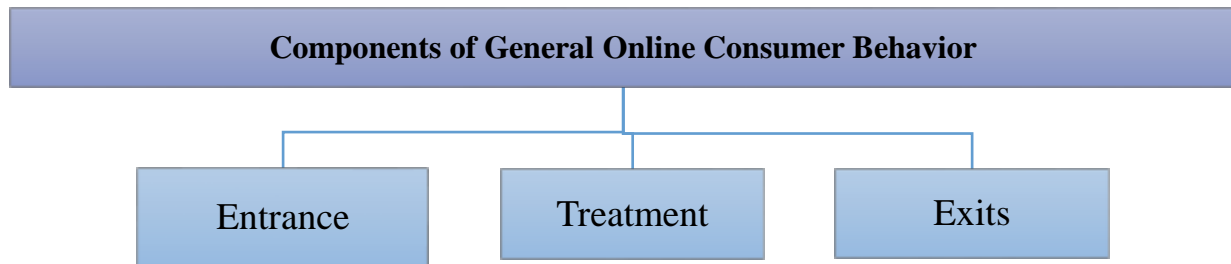 Components of General Online Consumer Behavior
Entrance
Treatment
Exits